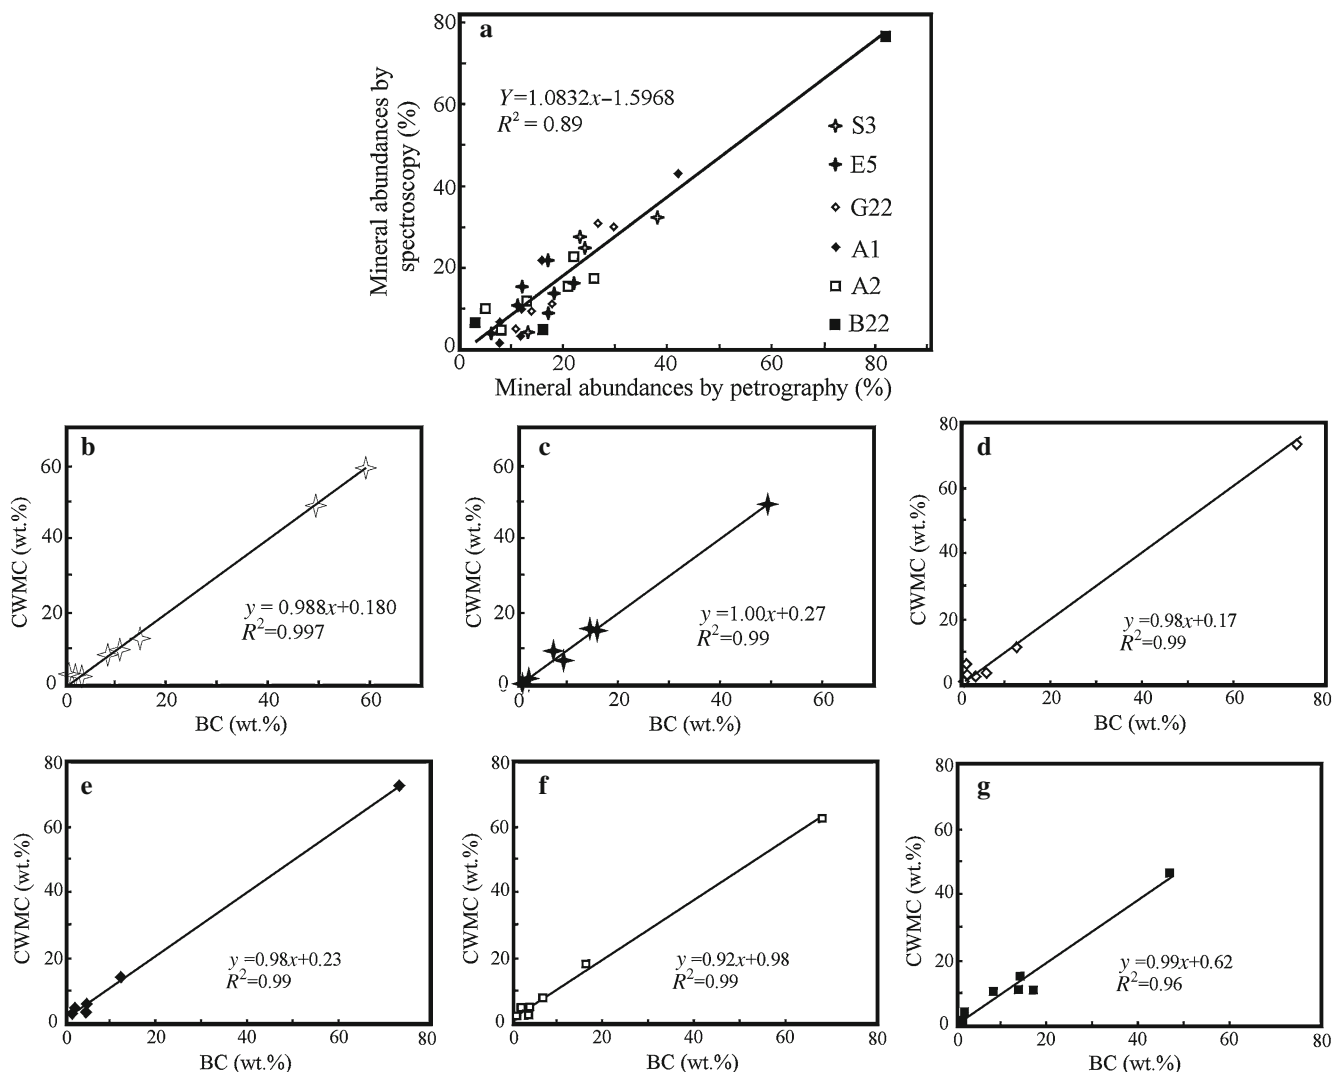 a
80
60
40
20
0
Mineral abundances by
spectroscopy (%)
Y=1.0832x−1.5968
R² = 0.89
S3
E5
G22
A1
A2
B22
0 20 40 60 80
Mineral abundances by petrography (%)
b
60
40
20
0
CWMC (wt.%)
y = 0.988x+0.180
R²=0.997
0 20 40 60
BC (wt.%)
c
60
40
20
0
CWMC (wt.%)
y=1.00x+0.27
R²=0.99
0 20 40 60
BC (wt.%)
d
80
60
40
20
0
CWMC (wt.%)
y=0.98x+0.17
R²=0.99
0 20 40 60 80
BC (wt.%)
e
80
60
40
20
0
CWMC (wt.%)
y=0.98x+0.23
R²=0.99
0 20 40 60 80
BC (wt.%)
f
80
60
40
20
0
CWMC (wt.%)
y=0.92x+0.98
R²=0.99
0 20 40 60 80
BC (wt.%)
g
80
60
40
20
0
CWMC (wt.%)
y=0.99x+0.62
R²=0.96
0 20 40 60 80
BC (wt.%)